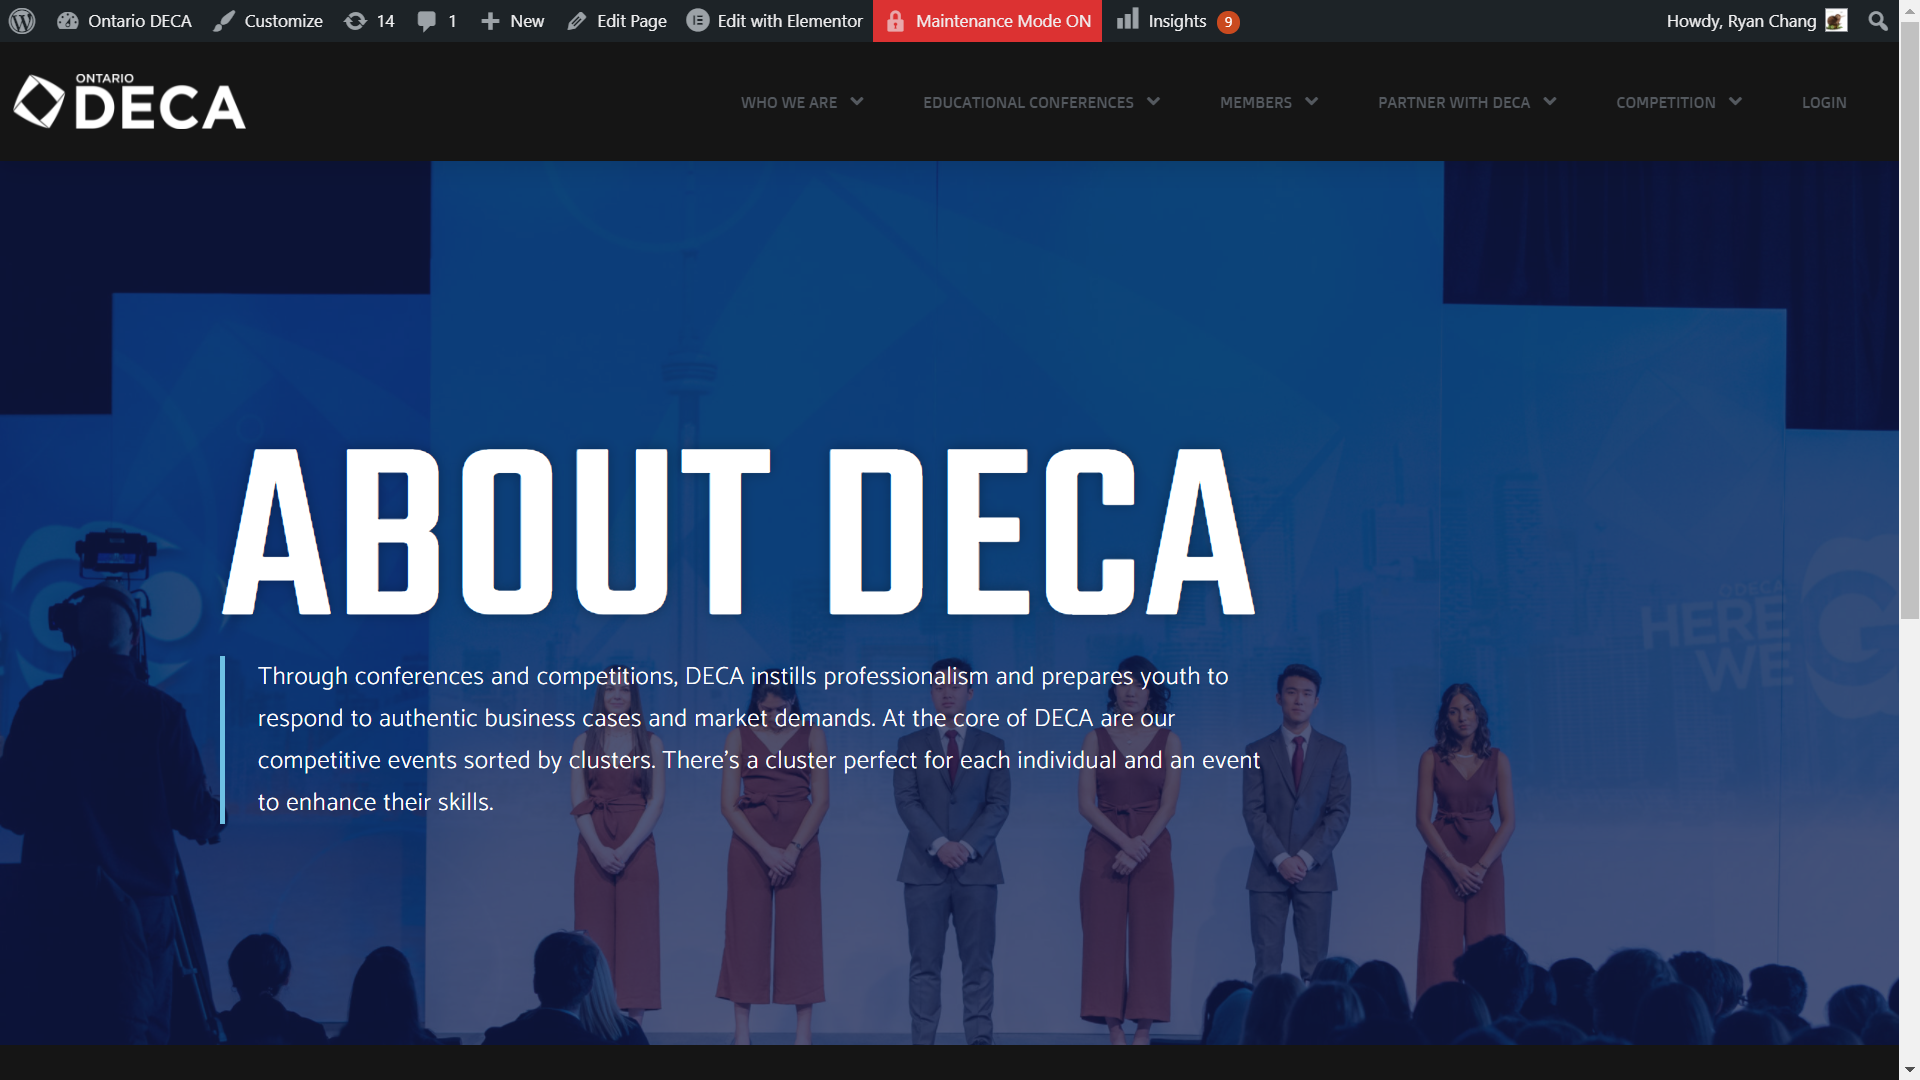 Ontario DECA Customize 14 1 New Edit Page Edit with Elementor Maintenance Mode ON Insights 9 Howdy, Ryan Chang
ONTARIO
DECA
WHO WE ARE EDUCATIONAL CONFERENCES MEMBERS PARTNER WITH DECA COMPETITION LOGIN
ABOUT DECA
Through conferences and competitions, DECA instills professionalism and prepares youth to
respond to authentic business cases and market demands. At the core of DECA are our
competitive events sorted by clusters. There’s a cluster perfect for each individual and an event
to enhance their skills.
DECA
HERE
WE
G